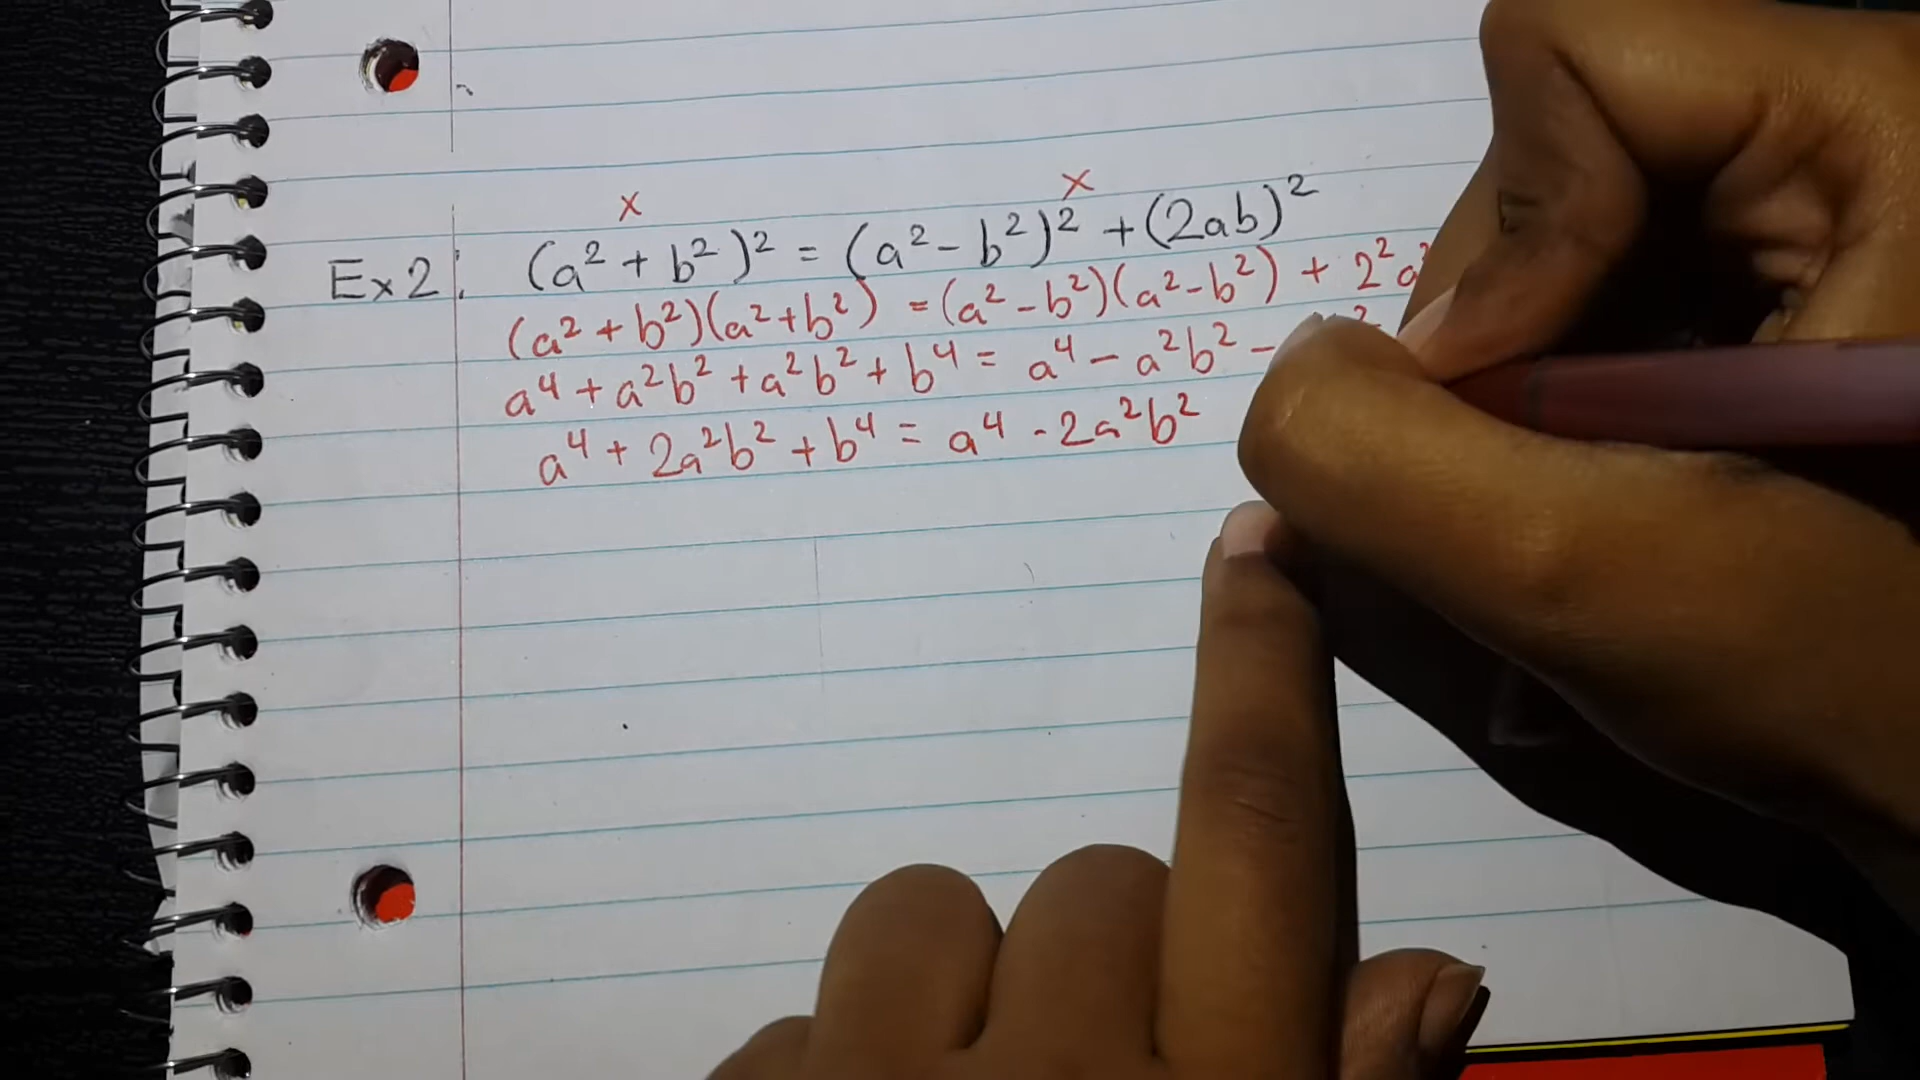 x x
Ex 2: (a² + b²)² = (a² - b²)² + (2ab)²
(a² + b²)(a² + b²) = (a² - b²)(a² - b²) + 2²a
a⁴ + a²b² + a²b² + b⁴ = a⁴ - a²b² -
a⁴ + 2a²b² + b⁴ = a⁴ - 2a²b²